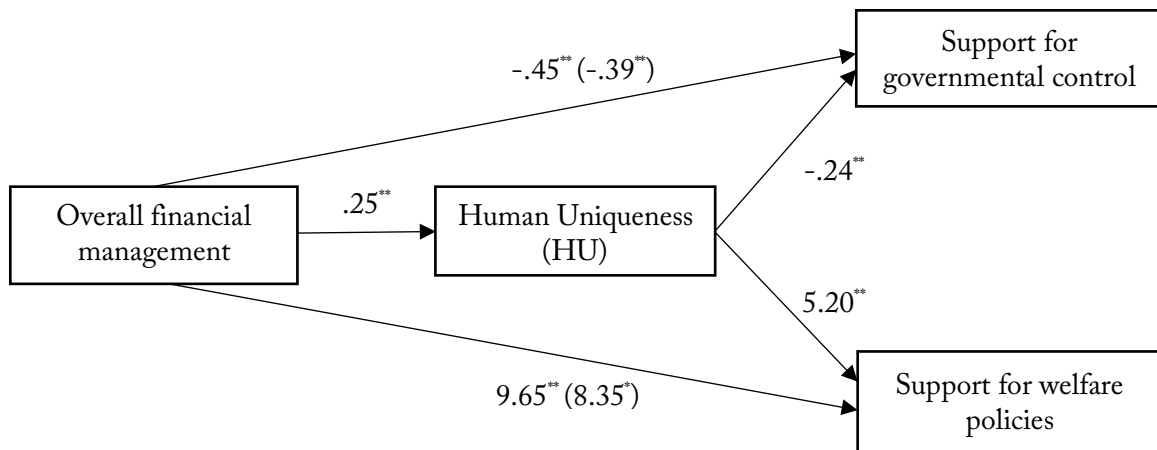 Support for
governmental control
-.45** (-.39**)
-.24**
Overall financial
management
.25**
Human Uniqueness
(HU)
5.20**
9.65** (8.35*)
Support for welfare
policies